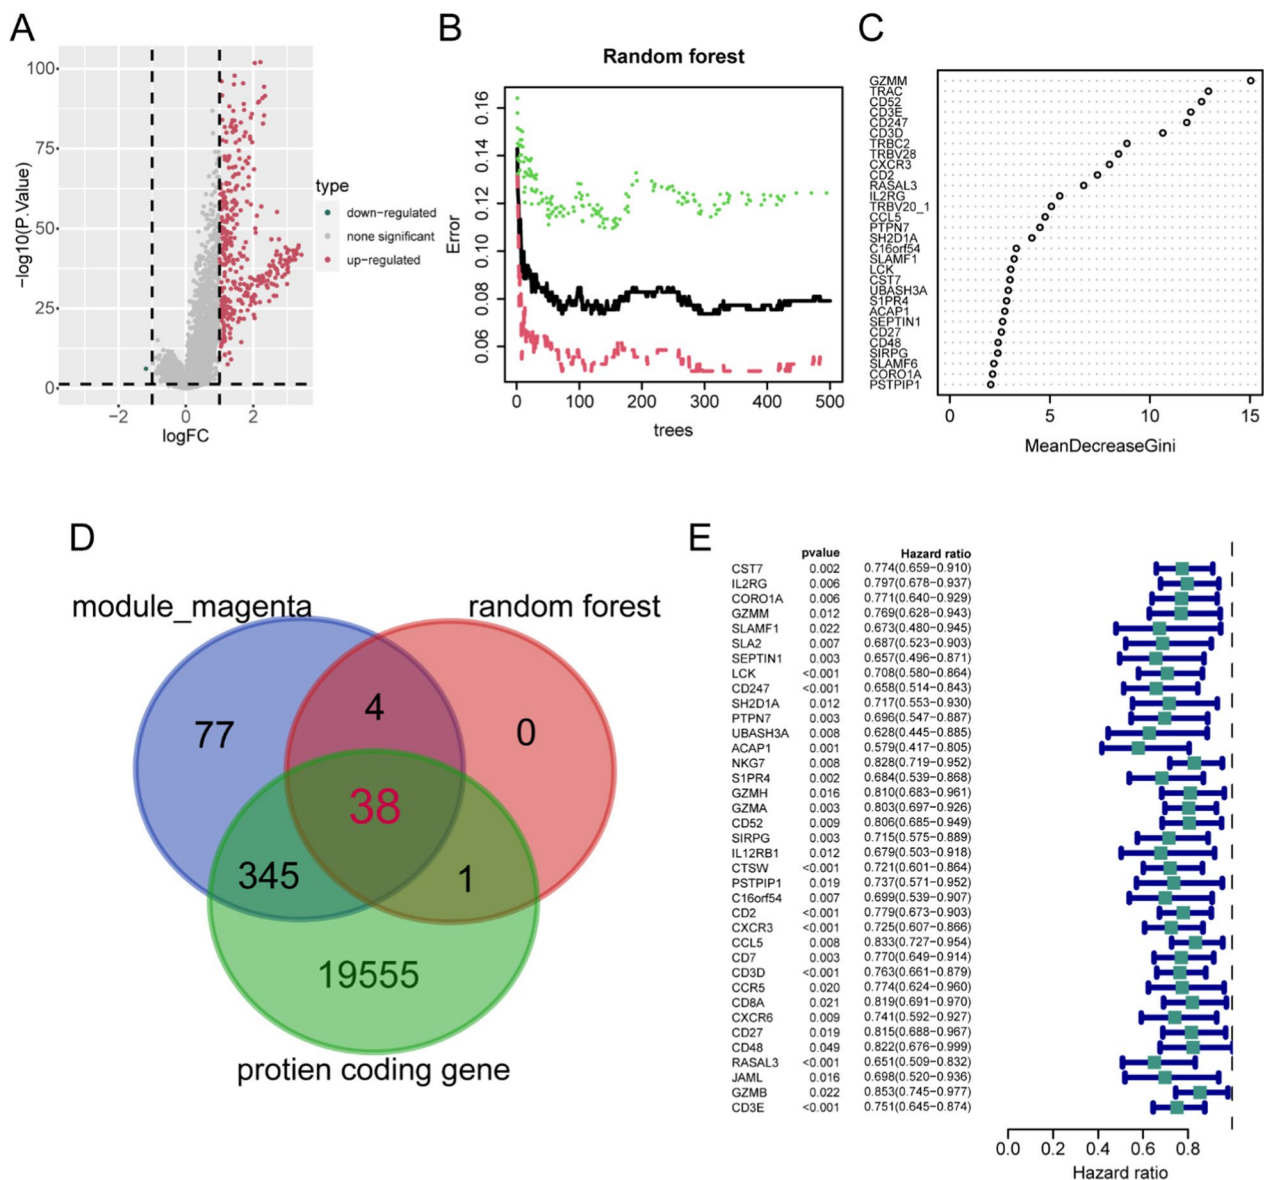 A
100
75
50
25
0
−log10(P.Value)
−2
0
2
logFC
type
down−regulated
none significant
up−regulated
B
Random forest
0.16
0.14
0.12
0.10
0.08
0.06
Error
0
100
200
300
400
500
trees
C
GZMM
TRAC
CD52
CD3E
CD247
CD3D
TRBC2
TRBV28
CXCR3
CD2
RASAL3
IL2RG
TRBV20_1
CCL5
PTPN7
SH2D1A
C16orf54
SLAMF1
LCK
CST7
UBASH3A
S1PR4
ACAP1
SEPTIN1
CD27
CD48
SIRPG
SLAMF6
CORO1A
PSTPIP1
0
5
10
15
MeanDecreaseGini
D
module_magenta
random forest
77
4
0
38
345
1
19555
protien coding gene
E
pvalue Hazard ratio
CST7 0.002 0.774(0.659−0.910)
IL2RG 0.006 0.797(0.678−0.937)
CORO1A 0.006 0.771(0.640−0.929)
GZMM 0.012 0.769(0.628−0.943)
SLAMF1 0.022 0.673(0.480−0.945)
SLA2 0.007 0.687(0.523−0.903)
SEPTIN1 0.003 0.657(0.496−0.871)
LCK <0.001 0.708(0.580−0.864)
CD247 <0.001 0.658(0.514−0.843)
SH2D1A 0.012 0.717(0.553−0.930)
PTPN7 0.003 0.696(0.547−0.887)
UBASH3A 0.008 0.628(0.445−0.885)
ACAP1 0.001 0.579(0.417−0.805)
NKG7 0.008 0.828(0.719−0.952)
S1PR4 0.002 0.684(0.539−0.868)
GZMH 0.016 0.810(0.683−0.961)
GZMA 0.003 0.803(0.697−0.926)
CD52 0.009 0.806(0.685−0.949)
SIRPG 0.003 0.715(0.575−0.889)
IL12RB1 0.012 0.679(0.503−0.918)
CTSW <0.001 0.721(0.601−0.864)
PSTPIP1 0.019 0.737(0.571−0.952)
C16orf54 0.007 0.699(0.539−0.907)
CD2 <0.001 0.779(0.673−0.903)
CXCR3 <0.001 0.725(0.607−0.866)
CCL5 0.008 0.833(0.727−0.954)
CD7 0.003 0.770(0.649−0.914)
CD3D <0.001 0.763(0.661−0.879)
CCR5 0.020 0.774(0.624−0.960)
CD8A 0.021 0.819(0.691−0.970)
CXCR6 0.009 0.741(0.592−0.927)
CD27 0.019 0.815(0.688−0.967)
CD48 0.049 0.822(0.676−0.999)
RASAL3 <0.001 0.651(0.509−0.832)
JAML 0.016 0.698(0.520−0.936)
GZMB 0.022 0.853(0.745−0.977)
CD3E <0.001 0.751(0.645−0.874)
0.0 0.2 0.4 0.6 0.8
Hazard ratio